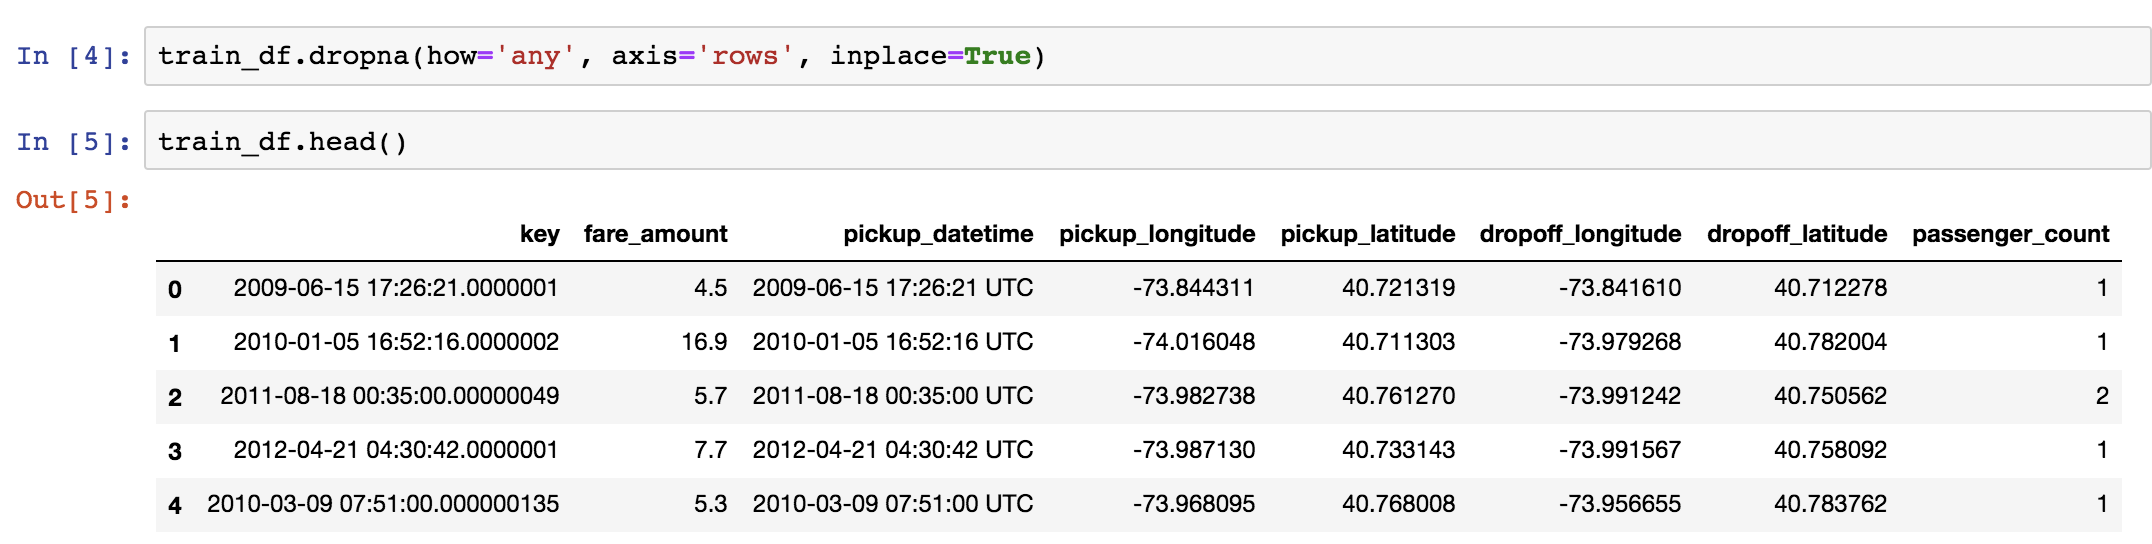 In [4]: train_df.dropna(how='any', axis='rows', inplace=True)
In [5]: train_df.head()
Out[5]:
key fare_amount pickup_datetime pickup_longitude pickup_latitude dropoff_longitude dropoff_latitude passenger_count
0 2009-06-15 17:26:21.0000001 4.5 2009-06-15 17:26:21 UTC -73.844311 40.721319 -73.841610 40.712278 1
1 2010-01-05 16:52:16.0000002 16.9 2010-01-05 16:52:16 UTC -74.016048 40.711303 -73.979268 40.782004 1
2 2011-08-18 00:35:00.00000049 5.7 2011-08-18 00:35:00 UTC -73.982738 40.761270 -73.991242 40.750562 2
3 2012-04-21 04:30:42.0000001 7.7 2012-04-21 04:30:42 UTC -73.987130 40.733143 -73.991567 40.758092 1
4 2010-03-09 07:51:00.000000135 5.3 2010-03-09 07:51:00 UTC -73.968095 40.768008 -73.956655 40.783762 1